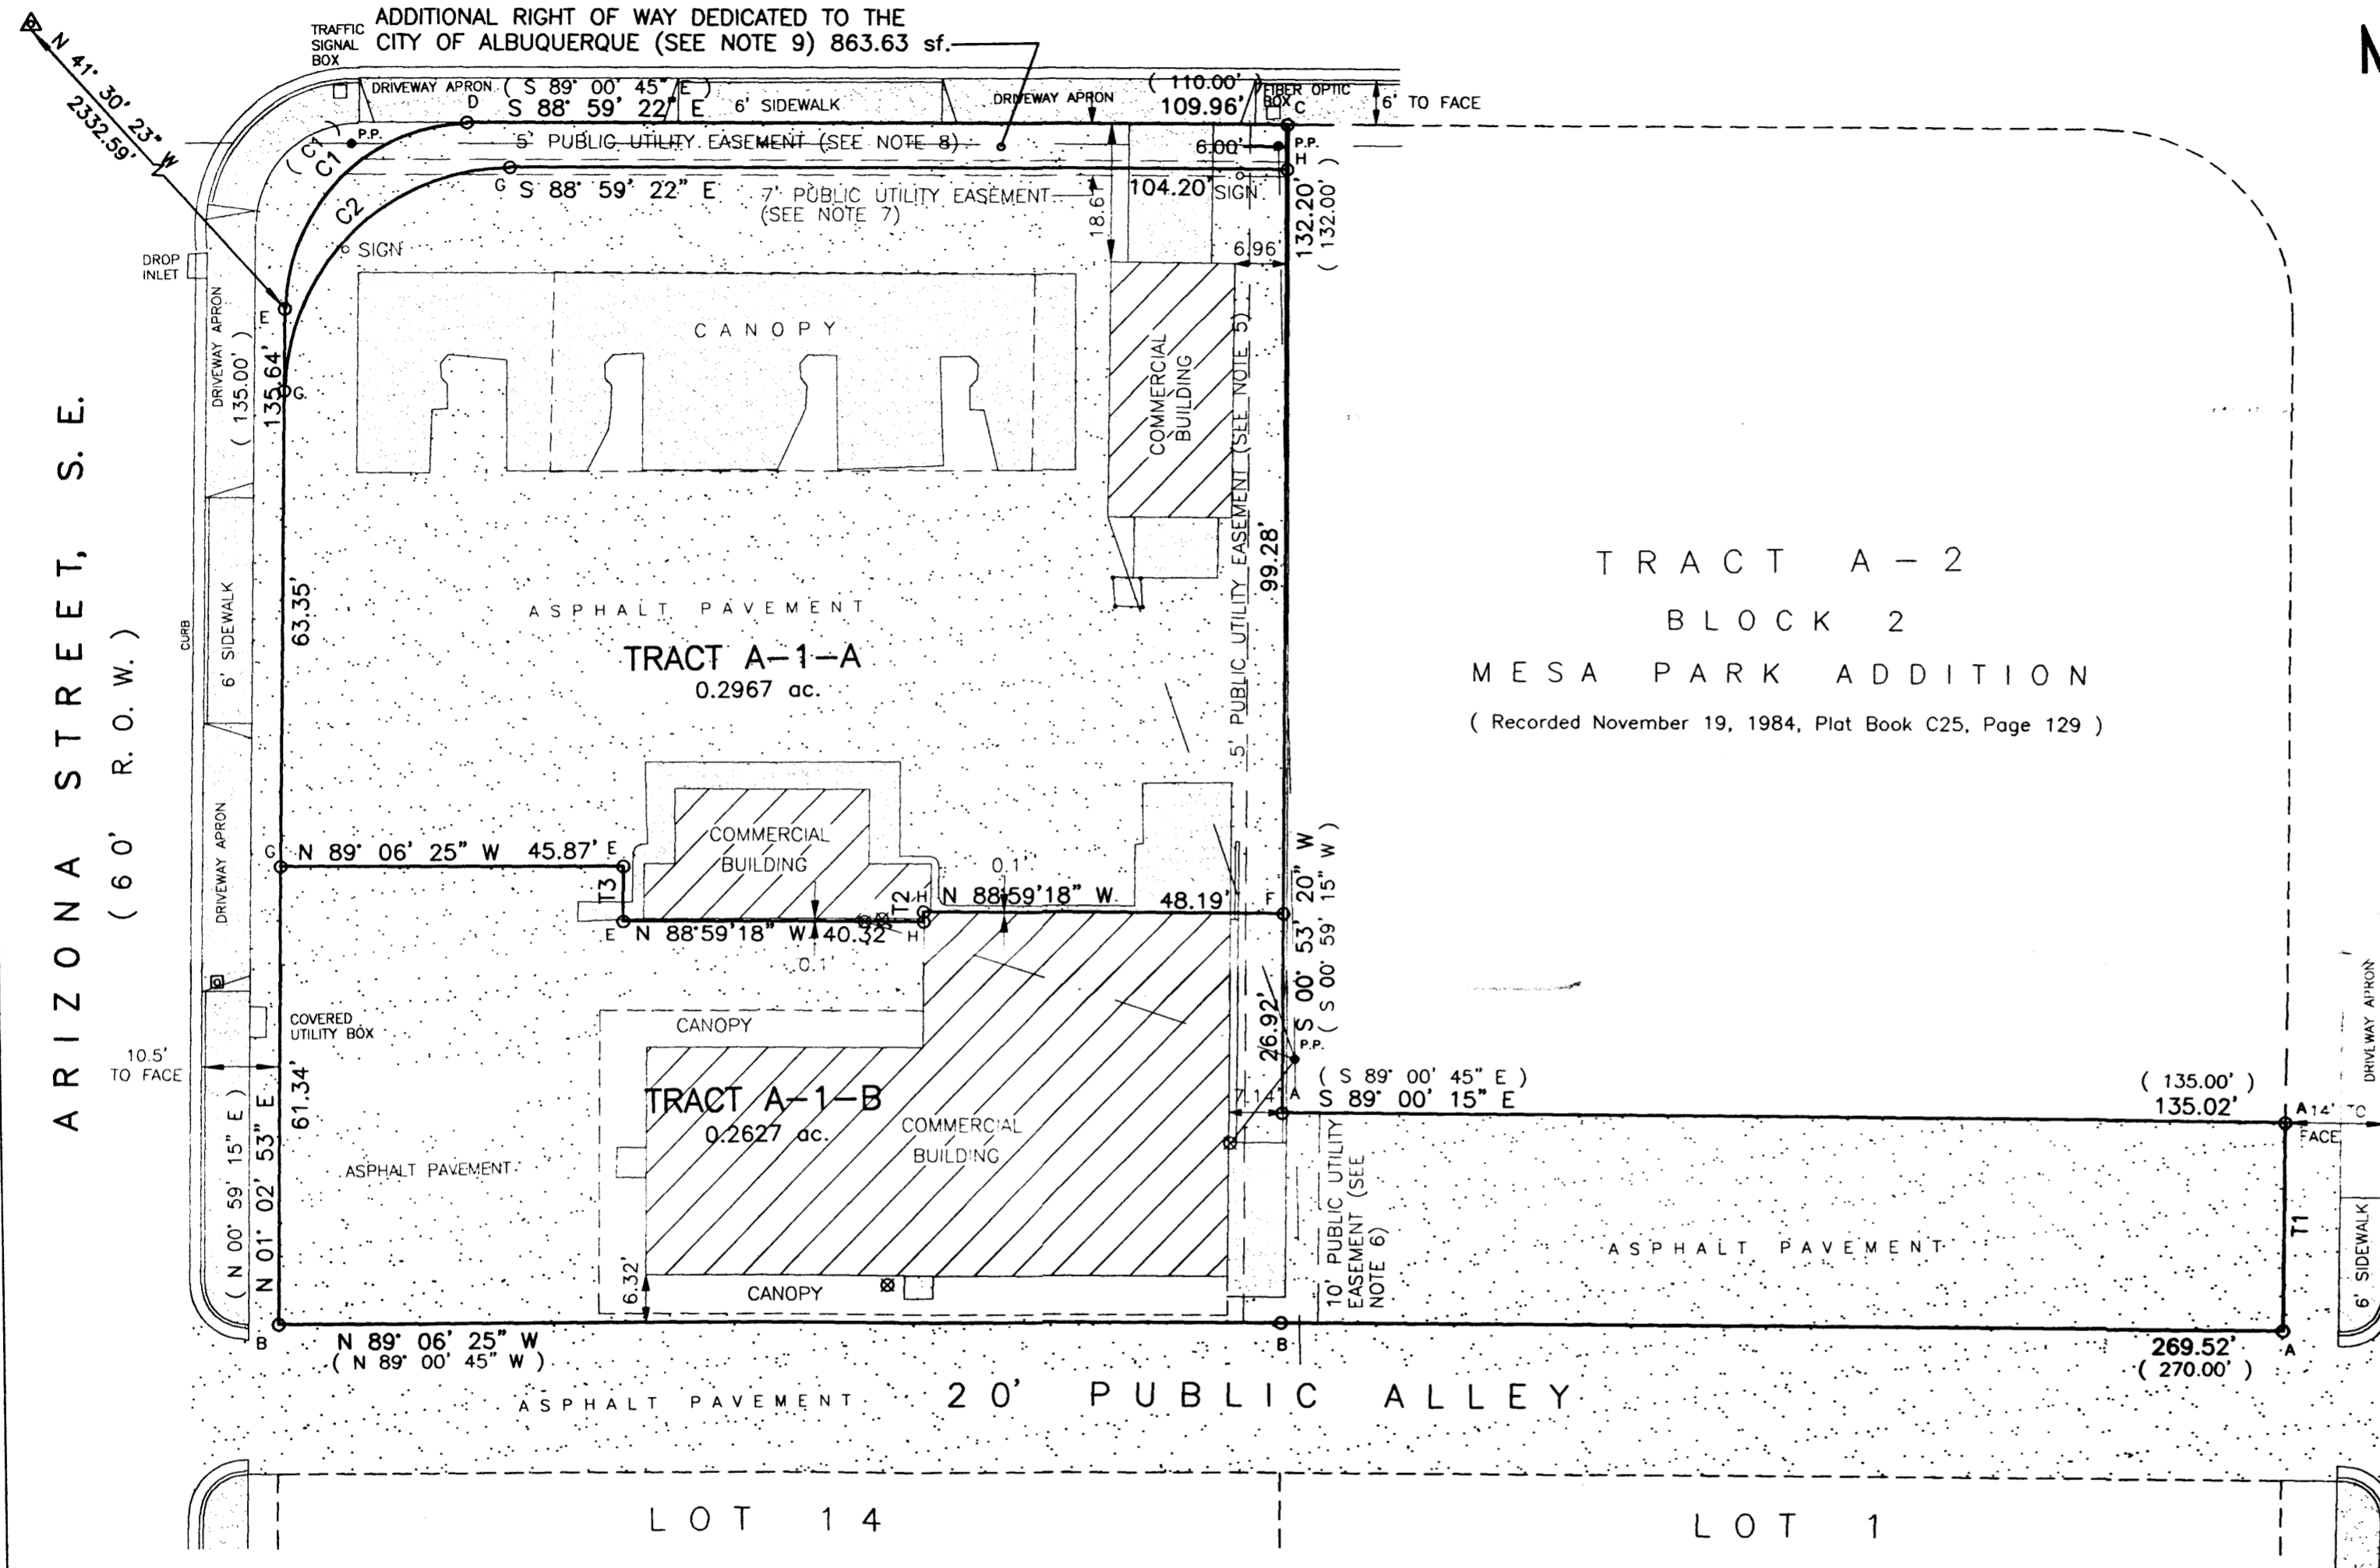 ADDITIONAL RIGHT OF WAY DEDICATED TO THE
CITY OF ALBUQUERQUE (SEE NOTE 9) 863.63 sf.
TRAFFIC
SIGNAL
BOX
N 41° 30' 23" W
2332.59'
DRIVEWAY APRON
( S 89° 00' 45" E )
D
S 88° 59' 22" E
6' SIDEWALK
DRIVEWAY APRON
( 110.00' )
109.96'
FIBER OPTIC
BOX
C
6' TO FACE
P.P.
( C1 )
C1
5' PUBLIC UTILITY EASEMENT (SEE NOTE 8)
6.00'
P.P.
H
G
S 88° 59' 22" E
7' PUBLIC UTILITY EASEMENT
(SEE NOTE 7)
18.61'
104.20'
SIGN
132.20'
( 132.00' )
C2
SIGN
6.96'
DROP
INLET
DRIVEWAY APRON
( 135.00' )
E
135.64'
G
CANOPY
COMMERCIAL
BUILDING
5' PUBLIC UTILITY EASEMENT (SEE NOTE 5)
99.28'
ARIZONA STREET, S.E.
( 60' R.O.W. )
CURB
6' SIDEWALK
63.35'
ASPHALT PAVEMENT
TRACT A-1-A
0.2967 ac.
TRACT A-2
BLOCK 2
MESA PARK ADDITION
( Recorded November 19, 1984, Plat Book C25, Page 129 )
DRIVEWAY APRON
G
N 89° 06' 25" W 45.87'
E
T3
COMMERCIAL
BUILDING
0.1'
T2
H
N 88°59'18" W
48.19'
F
E
N 88°59'18" W 40.32'
H
0.1'
S 00° 53' 20" W
( S 00° 59' 15" W )
26.92'
P.P.
COVERED
UTILITY BOX
10.5'
TO FACE
CANOPY
61.34'
N 01° 02' 53" E
( N 00° 59' 15" E )
TRACT A-1-B
0.2627 ac.
COMMERCIAL
BUILDING
ASPHALT PAVEMENT
7.14'
A
( S 89° 00' 45" E )
S 89° 00' 15" E
( 135.00' )
135.02'
A
14' TO
FACE
DRIVEWAY APRON
10' PUBLIC UTILITY
EASEMENT (SEE
NOTE 6)
ASPHALT PAVEMENT
T1
6' SIDEWALK
6.32'
CANOPY
B
N 89° 06' 25" W
( N 89° 00' 45" W )
B
269.52'
( 270.00' )
A
ASPHALT PAVEMENT
20' PUBLIC ALLEY
LOT 14
LOT 1